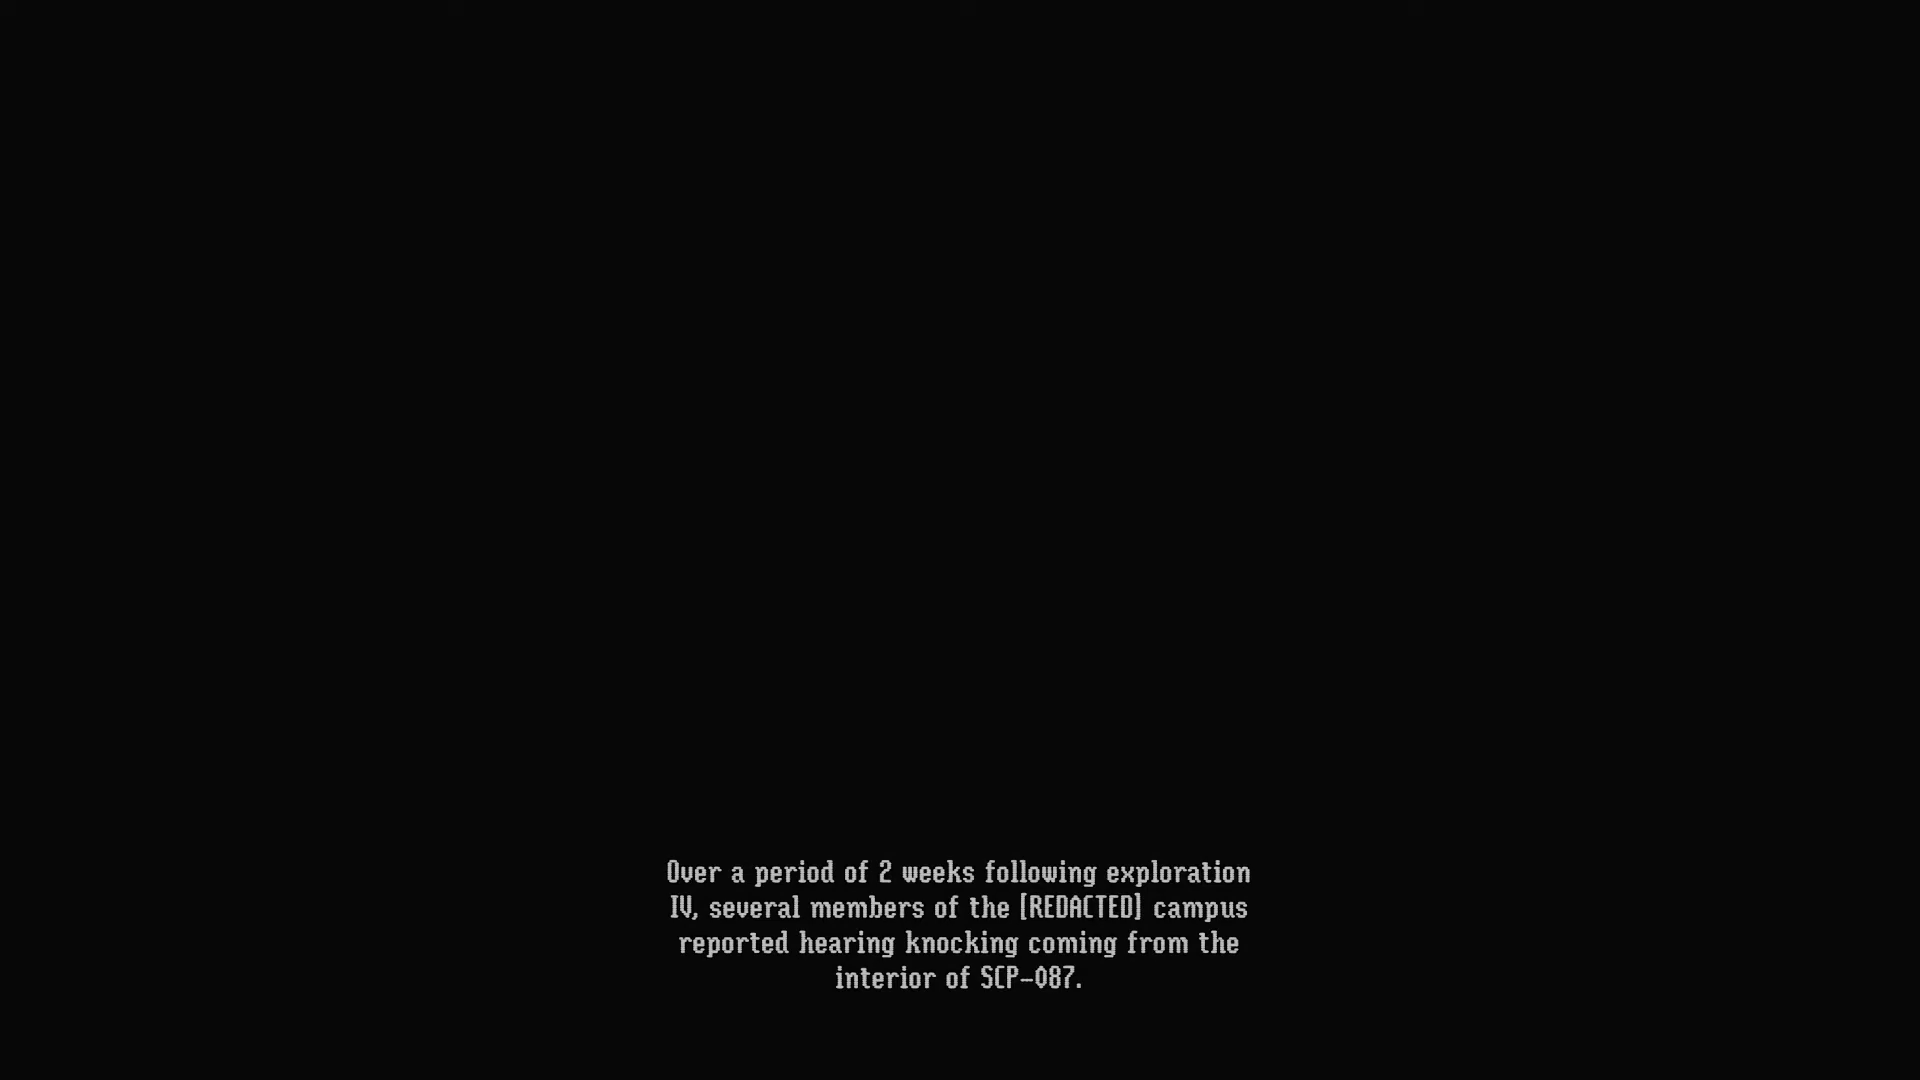 Over a period of 2 weeks following exploration
IV, several members of the [REDACTED] campus
reported hearing knocking coming from the
interior of SCP-087.